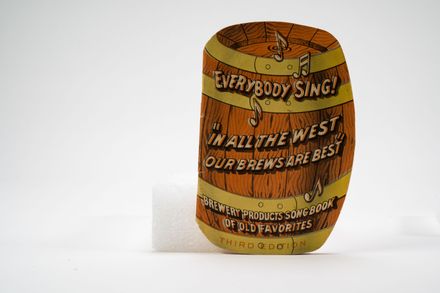 EVERYBODY SING!
"IN ALL THE WEST
OUR BREWS ARE BEST"
BREWERY PRODUCTS SONG BOOK
OF OLD FAVORITES
THIRD EDITION